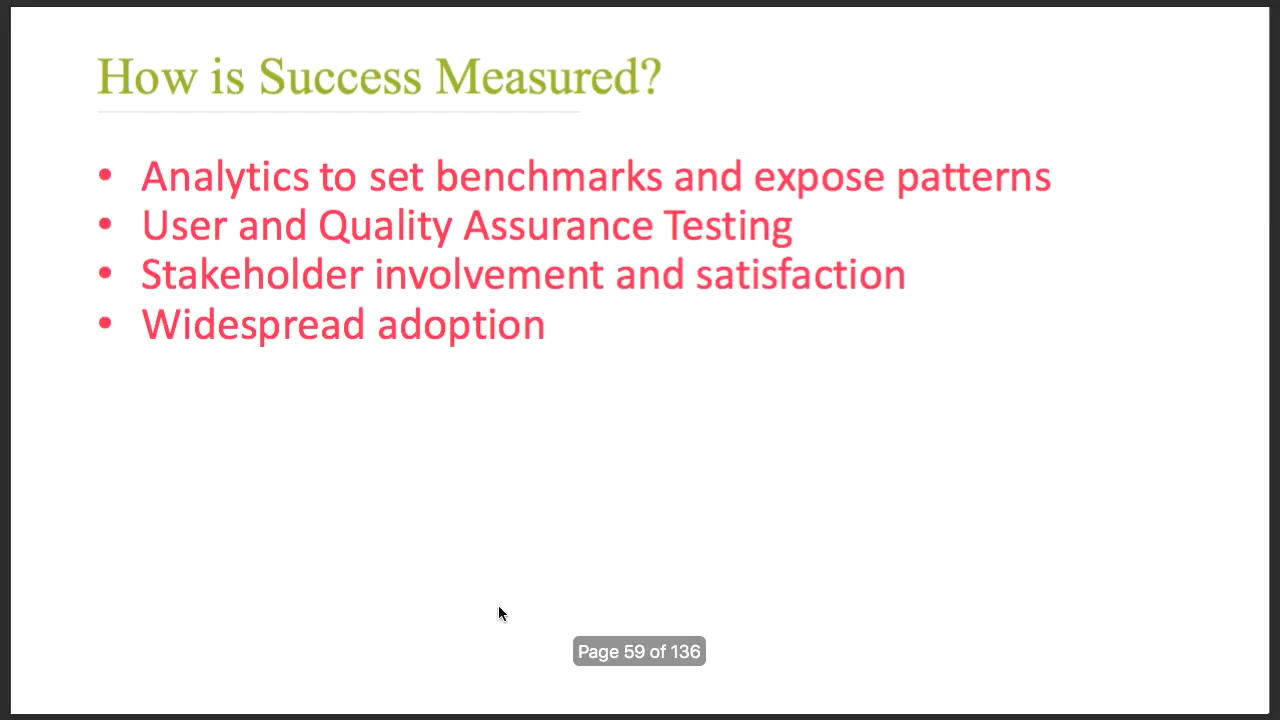 How is Success Measured?
• Analytics to set benchmarks and expose patterns
• User and Quality Assurance Testing
• Stakeholder involvement and satisfaction
• Widespread adoption
Page 59 of 136